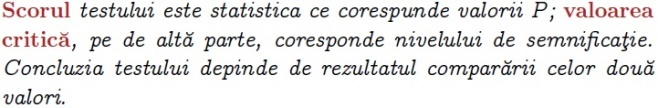 Scorul testului este statistica ce corespunde valorii P; valoarea
critică, pe de altă parte, coresponde nivelului de semnificaţie.
Concluzia testului depinde de rezultatul comparării celor două
valori.